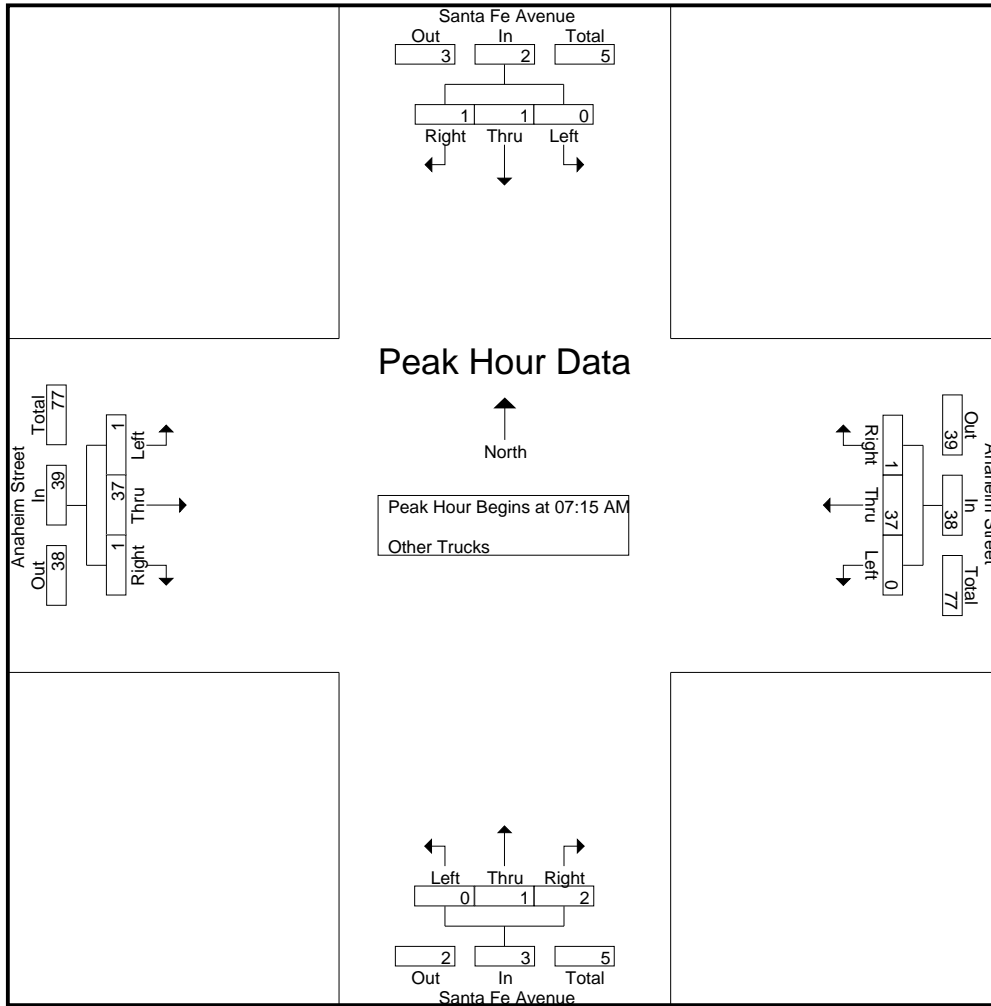 Santa Fe Avenue
Out In Total
3 2 5
1 1 0
Right Thru Left
Peak Hour Data
North
Peak Hour Begins at 07:15 AM
Other Trucks
Anaheim Street
Total In Out
77 39 38
1 37 1
Left Thru Right
Anaheim Street
Out In Total
39 38 77
1 37 0
Right Thru Left
Left Thru Right
0 1 2
2 3 5
Out In Total
Santa Fe Avenue